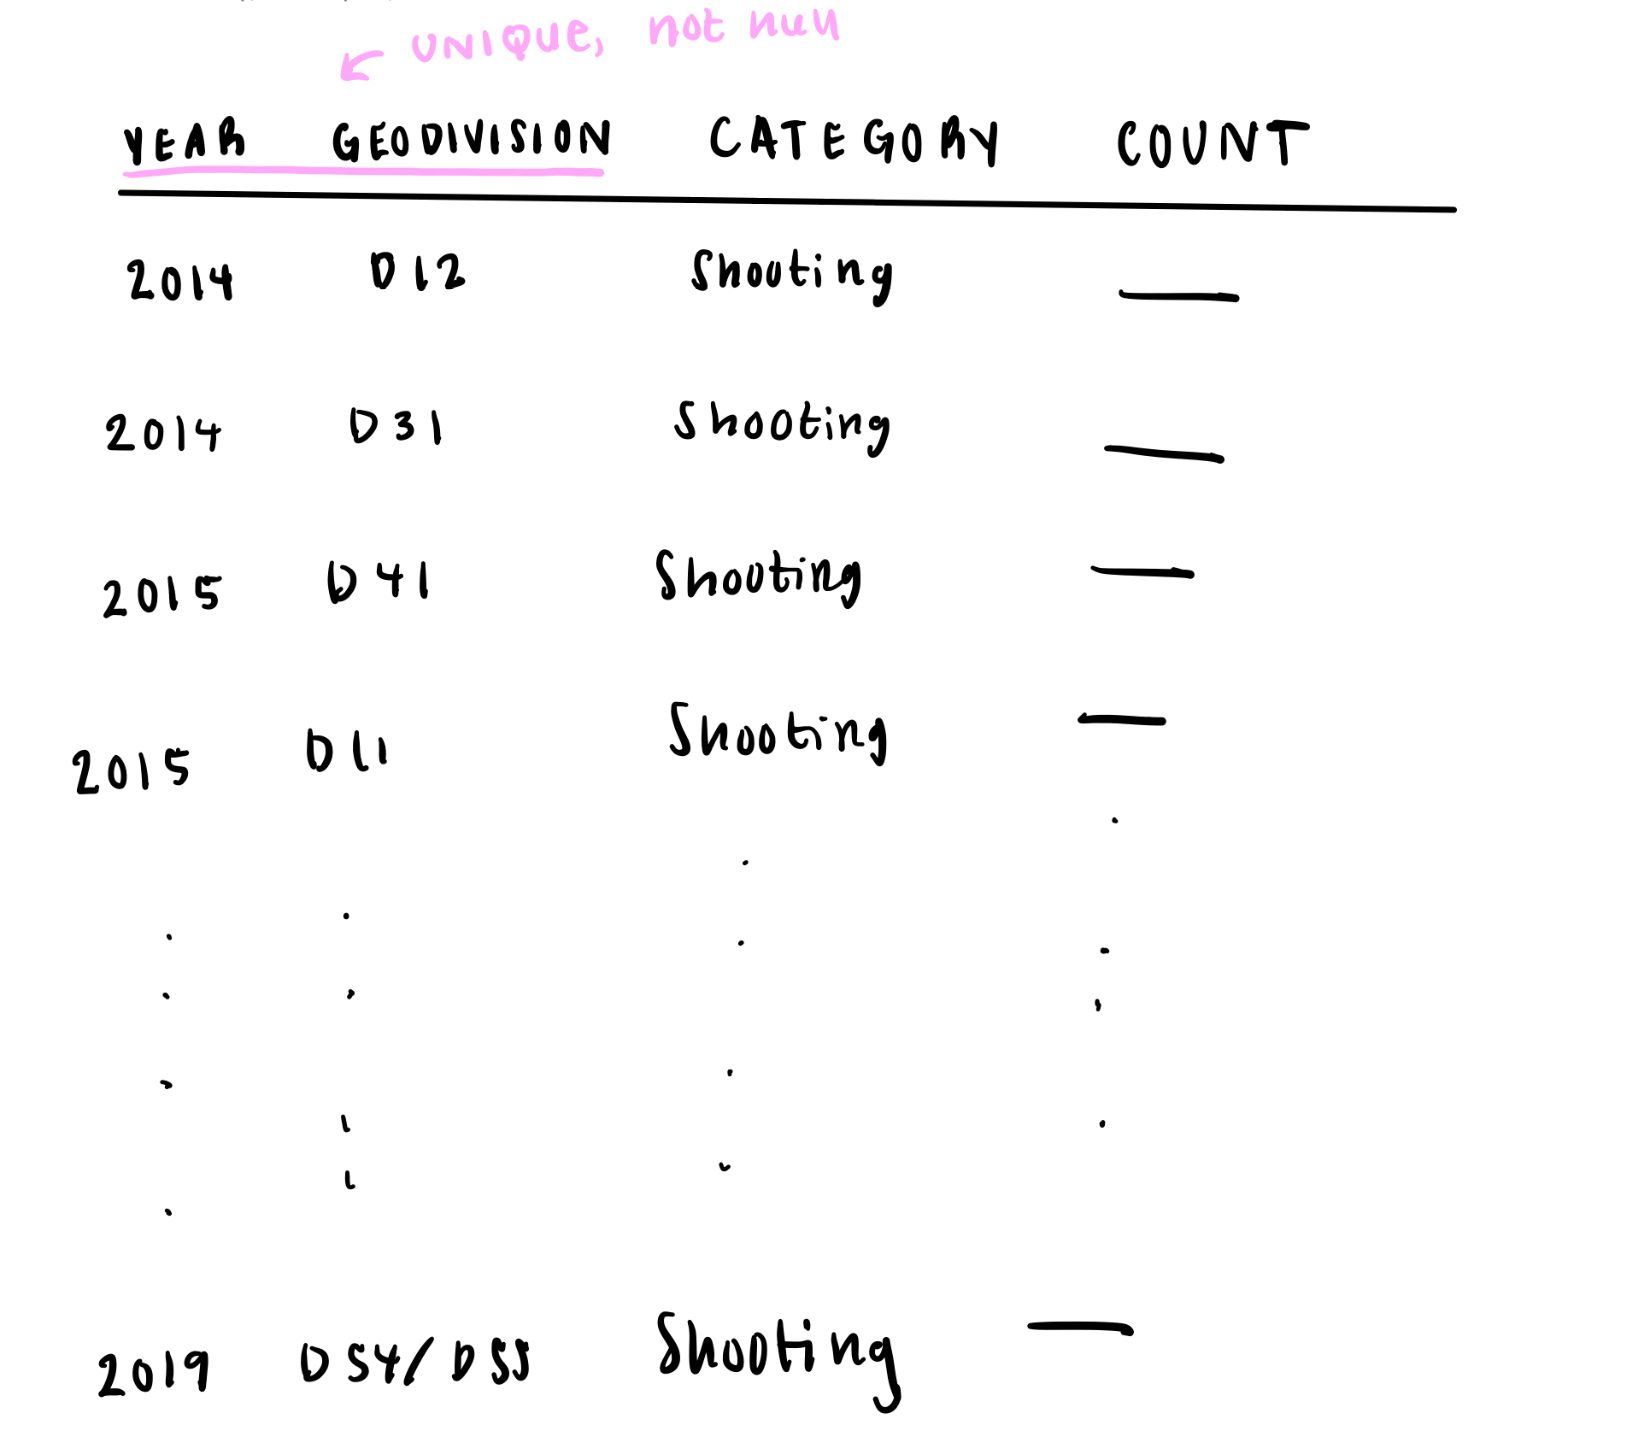 UNIQUE, not null
YEAR GEODIVISION CATEGORY COUNT
2014 D12 Shooting
2014 D31 Shooting
2015 D41 Shooting
2015 D11 Shooting
2019 D54/D55 Shooting